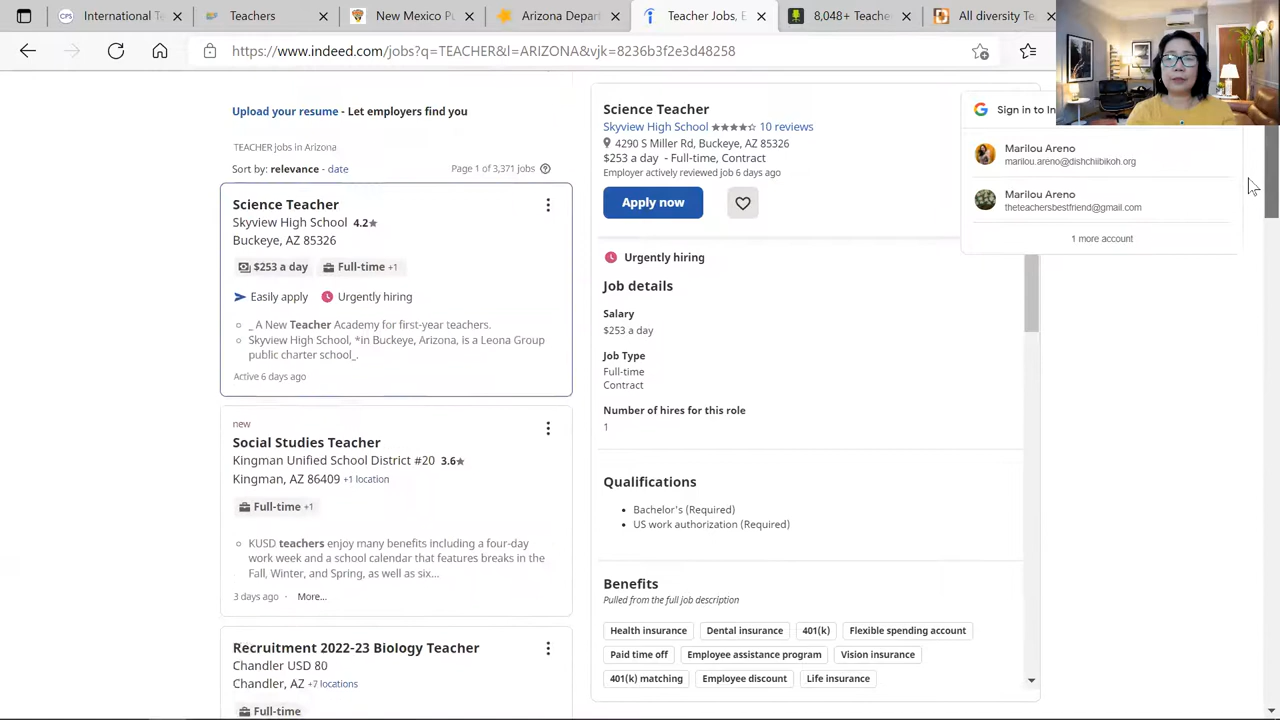 International Te
New Mexico Pu
Arizona Depar
Teacher Jobs, E
8,048+ Teache
All diversity Te
https://www.indeed.com/jobs?q=TEACHER&l=ARIZONA&vjk=8236b3f2e3d48258
Upload your resume - Let employers find you
TEACHER jobs in Arizona
Sort by: relevance - date
Page 1 of 3,371 jobs
Science Teacher
Skyview High School 4.2
Buckeye, AZ 85326
$253 a day
Full-time +1
Easily apply
Urgently hiring
_ A New Teacher Academy for first-year teachers.
Skyview High School, *in Buckeye, Arizona, is a Leona Group
public charter school_.
Active 6 days ago
new
Social Studies Teacher
Kingman Unified School District #20 3.6
Kingman, AZ 86409 +1 location
Full-time +1
KUSD teachers enjoy many benefits including a four-day
work week and a school calendar that features breaks in the
Fall, Winter, and Spring, as well as six...
3 days ago · More...
Recruitment 2022-23 Biology Teacher
Chandler USD 80
Chandler, AZ +7 locations
Full-time
Science Teacher
Skyview High School
10 reviews
4290 S Miller Rd, Buckeye, AZ 85326
$253 a day - Full-time, Contract
Employer actively reviewed job 6 days ago
Apply now
Urgently hiring
Job details
Salary
$253 a day
Job Type
Full-time
Contract
Number of hires for this role
1
Qualifications
Bachelor's (Required)
US work authorization (Required)
Benefits
Pulled from the full job description
Health insurance
Dental insurance
401(k)
Flexible spending account
Paid time off
Employee assistance program
Vision insurance
401(k) matching
Employee discount
Life insurance
Sign in to In
Marilou Areno
marilou.areno@dishchiibikoh.org
Marilou Areno
theteachersbestfriend@gmail.com
1 more account